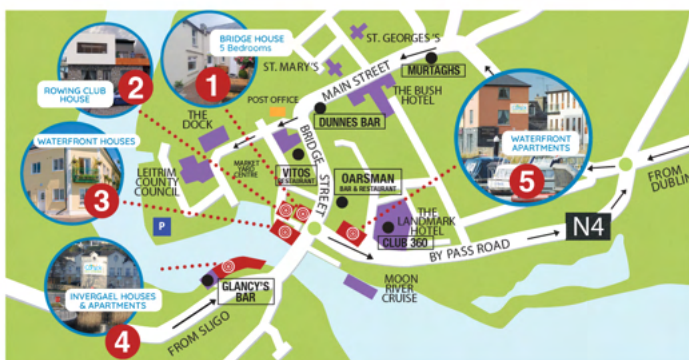 BRIDGE HOUSE
5 Bedrooms
1
ROWING CLUB
HOUSE
2
WATERFRONT HOUSES
3
INVERGAEL HOUSES
& APARTMENTS
4
WATERFRONT
APARTMENTS
5
ST. GEORGES'S
ST. MARY'S
MURTAGHS
MAIN STREET
THE BUSH
HOTEL
POST OFFICE
DUNNES BAR
THE
DOCK
BRIDGE STREET
MARKET
YARD CENTRE
VITOS
RESTAURANT
OARSMAN
BAR & RESTAURANT
LEITRIM
COUNTY
COUNCIL
P
THE
LANDMARK
HOTEL
CLUB 360
BY PASS ROAD
N4
FROM
DUBLIN
MOON
RIVER
CRUISE
GLANCY'S
BAR
FROM SLIGO